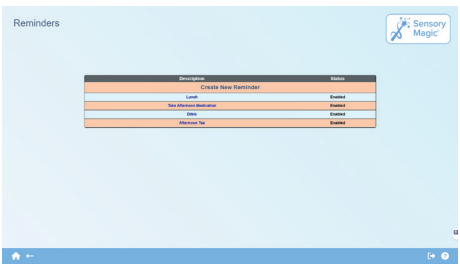 Reminders
Sensory
Magic
Description Status
Create New Reminder
Lunch Enabled
Take Afternoon Medication Enabled
Drink Enabled
Afternoon Tea Enabled